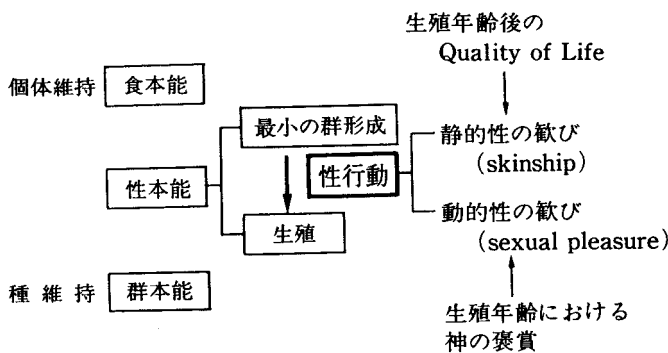 生殖年齢後の
Quality of Life
個体維持 食本能
最小の群形成
静的性の歓び
(skinship)
性行動
性本能
生殖
動的性の歓び
(sexual pleasure)
種維持 群本能
生殖年齢における
神の褒賞